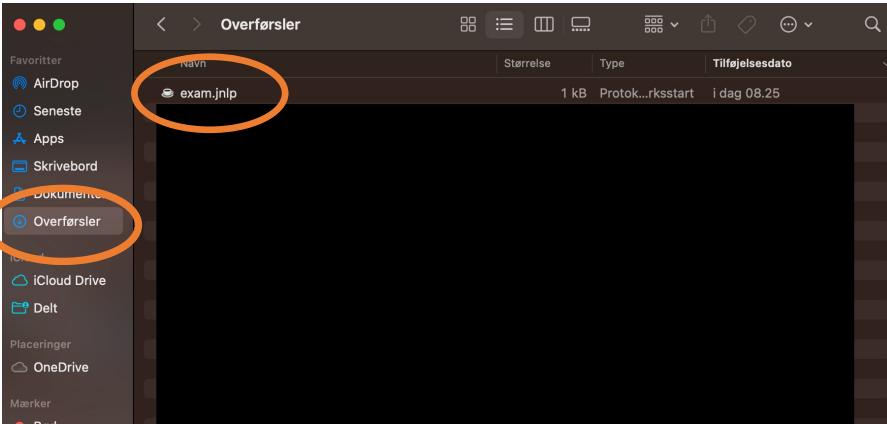 Overførsler
Favoritter
AirDrop
Seneste
Apps
Skrivebord
Dokumenter
Overførsler
iCloud Drive
Delt
Placeringer
OneDrive
Mærker
Navn
Størrelse
Type
Tilføjelsesdato
exam.jnlp
1 kB
Protok...rksstart
i dag 08.25